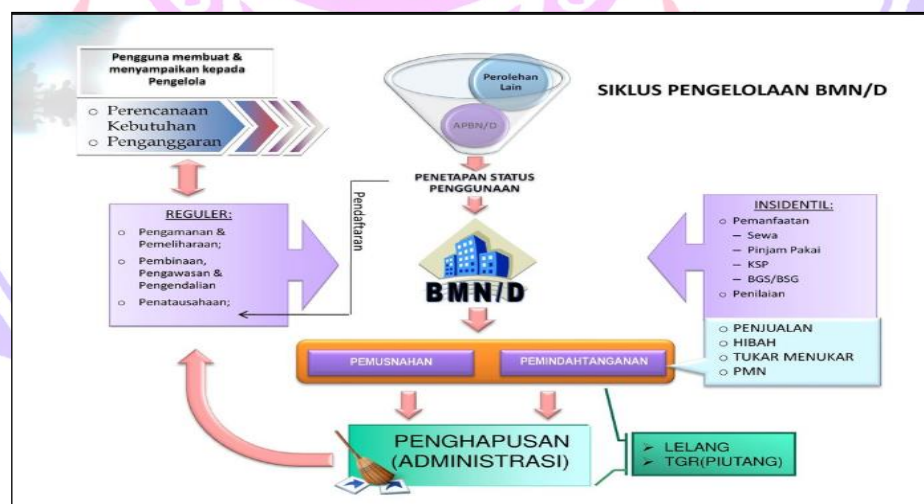 SIKLUS PENGELOLAAN BMN/D
Pengguna membuat &
menyampaikan kepada
Pengelola
Perencanaan
Kebutuhan
Penganggaran
Perolehan
Lain
APBN/D
PENETAPAN STATUS
PENGGUNAAN
Pendaftaran
REGULER:
Pengamanan &
Pemeliharaan;
Pembinaan,
Pengawasan &
Pengendalian
Penatausahaan;
BMN/D
INSIDENTIL:
Pemanfaatan
– Sewa
– Pinjam Pakai
– KSP
– BGS/BSG
Penilaian
PENJUALAN
HIBAH
TUKAR MENUKAR
PMN
PEMUSNAHAN
PEMINDAHTANGANAN
PENGHAPUSAN
(ADMINISTRASI)
LELANG
TGR(PIUTANG)